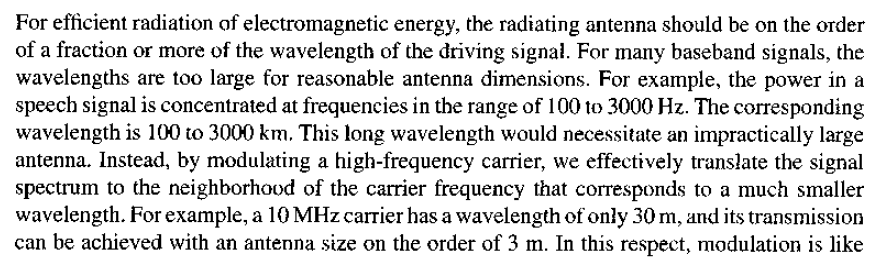 For efficient radiation of electromagnetic energy, the radiating antenna should be on the order
of a fraction or more of the wavelength of the driving signal. For many baseband signals, the
wavelengths are too large for reasonable antenna dimensions. For example, the power in a
speech signal is concentrated at frequencies in the range of 100 to 3000 Hz. The corresponding
wavelength is 100 to 3000 km. This long wavelength would necessitate an impractically large
antenna. Instead, by modulating a high-frequency carrier, we effectively translate the signal
spectrum to the neighborhood of the carrier frequency that corresponds to a much smaller
wavelength. For example, a 10 MHz carrier has a wavelength of only 30 m, and its transmission
can be achieved with an antenna size on the order of 3 m. In this respect, modulation is like